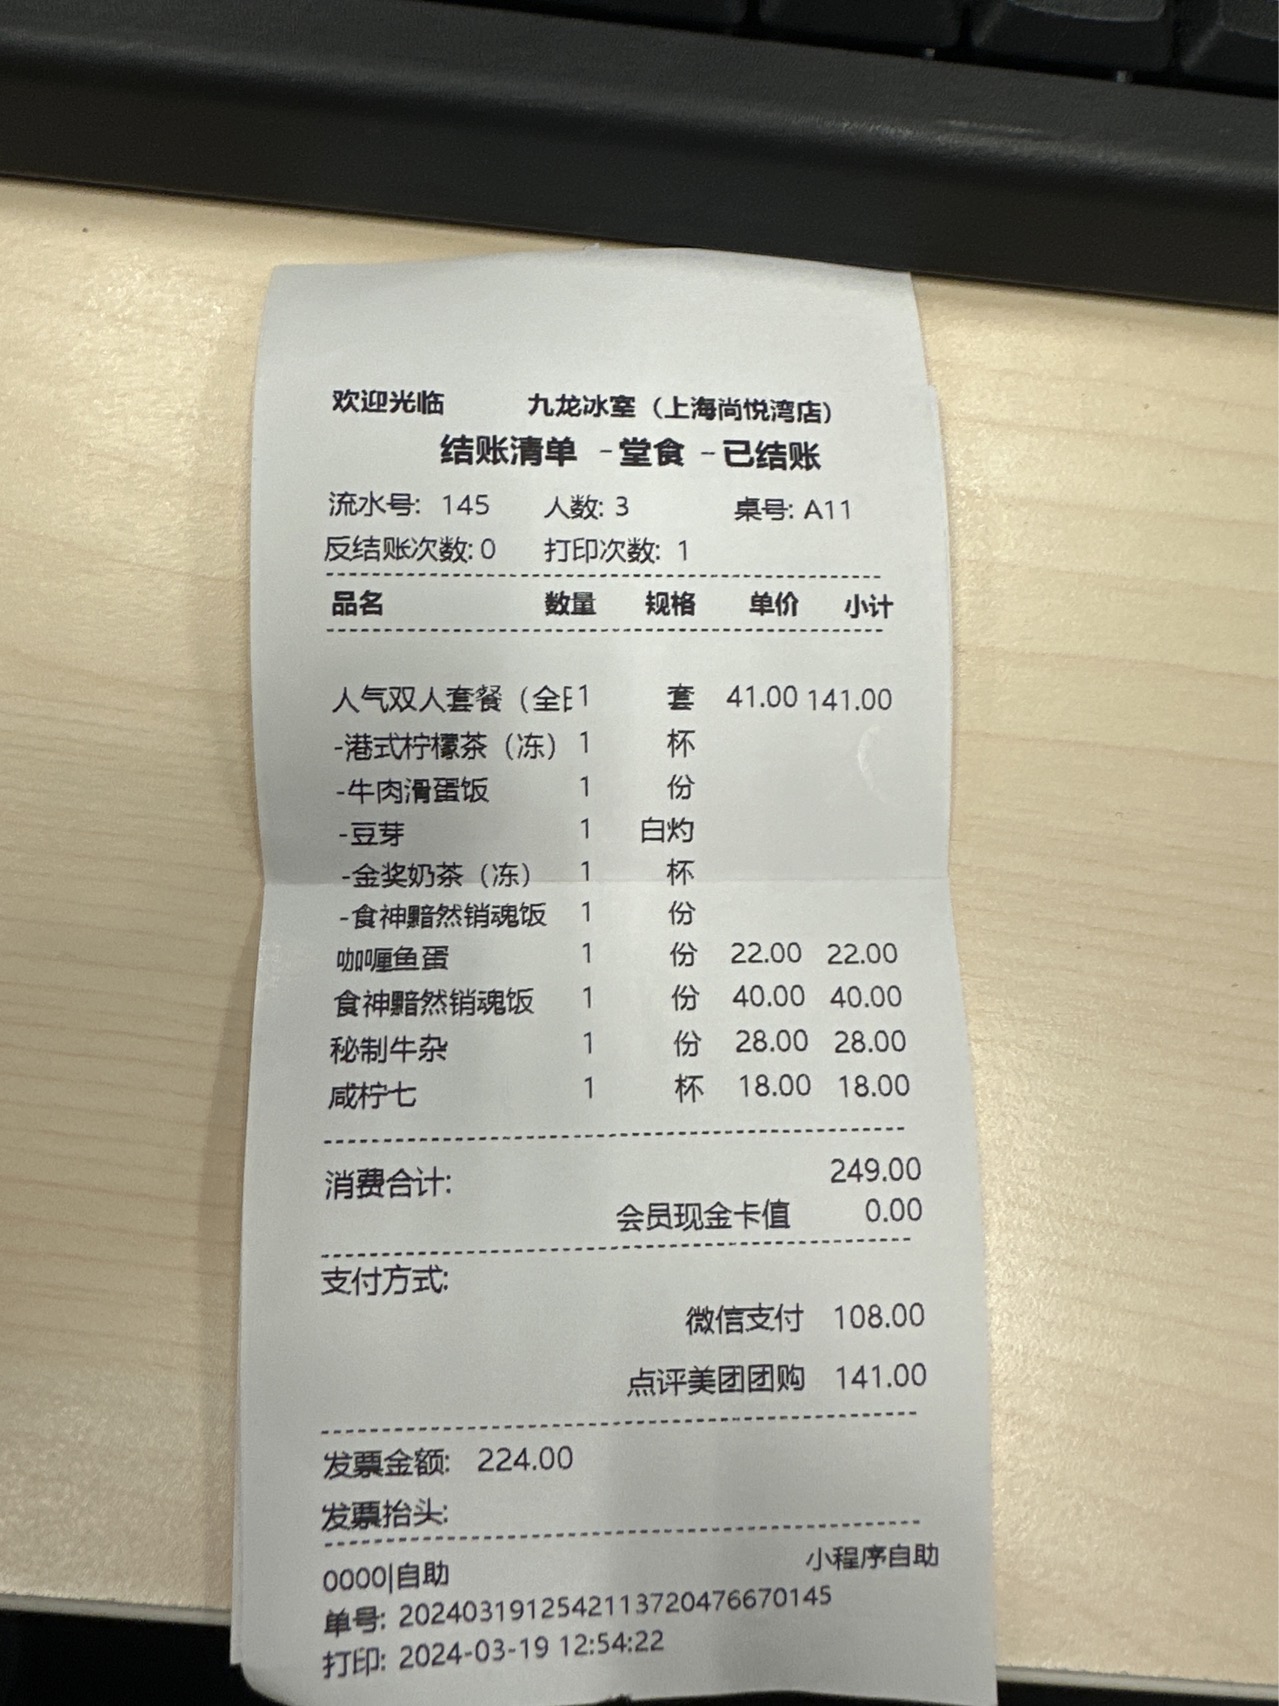 欢迎光临 九龙冰室（上海尚悦湾店）
结账清单 -堂食 -已结账
流水号: 145 人数: 3 桌号: A11
反结账次数: 0 打印次数: 1
品名 数量 规格 单价 小计
人气双人套餐（全日1 套 41.00 141.00
-港式柠檬茶（冻） 1 杯
-牛肉滑蛋饭 1 份
-豆芽 1 白灼
-金奖奶茶（冻） 1 杯
-食神黯然销魂饭 1 份
咖喱鱼蛋 1 份 22.00 22.00
食神黯然销魂饭 1 份 40.00 40.00
秘制牛杂 1 份 28.00 28.00
咸柠七 1 杯 18.00 18.00
消费合计: 249.00
会员现金卡值 0.00
支付方式:
微信支付 108.00
点评美团团购 141.00
发票金额: 224.00
发票抬头:
0000|自助 小程序自助
单号: 2024031912542113720476670145
打印: 2024-03-19 12:54:22